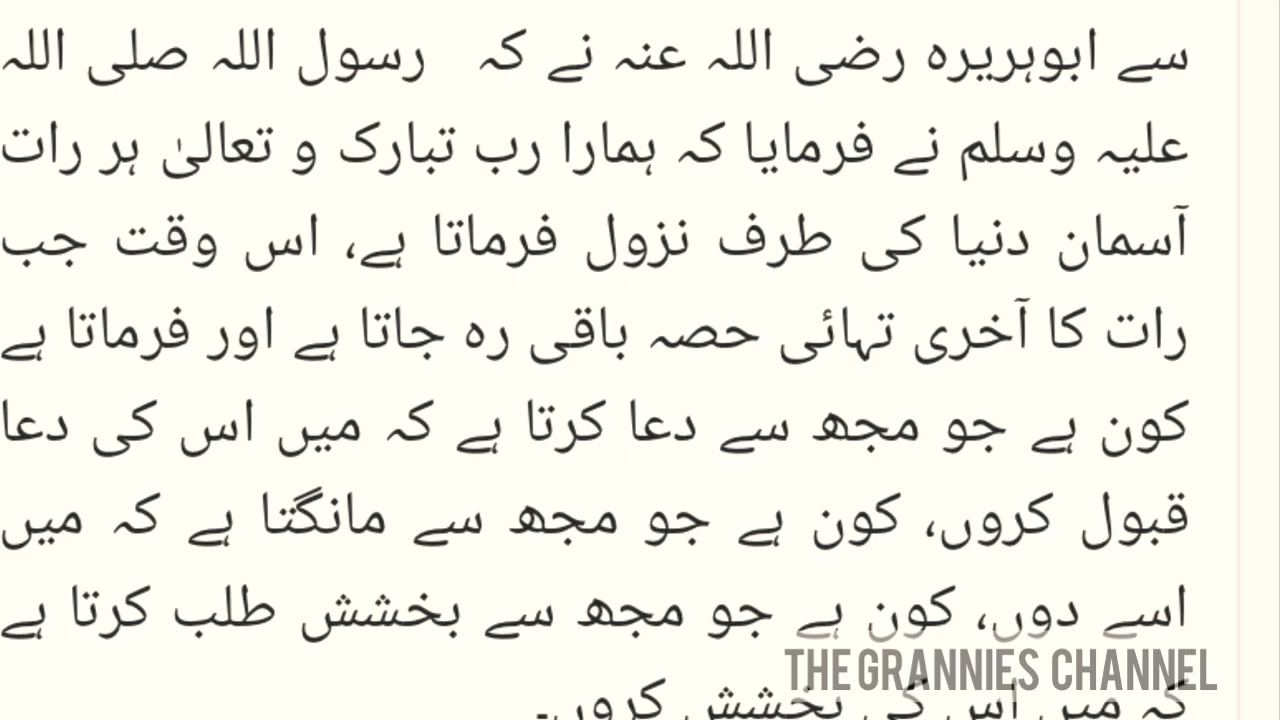 سے ابوہریرہ رضی اللہ عنہ نے کہ رسول اللہ صلی اللہ
علیہ وسلم نے فرمایا کہ ہمارا رب تبارک و تعالیٰ ہر رات
آسمان دنیا کی طرف نزول فرماتا ہے، اس وقت جب
رات کا آخری تہائی حصہ باقی رہ جاتا ہے اور فرماتا ہے
کون ہے جو مجھ سے دعا کرتا ہے کہ میں اس کی دعا
قبول کروں، کون ہے جو مجھ سے مانگتا ہے کہ میں
اسے دوں، کون ہے جو مجھ سے بخشش طلب کرتا ہے
کہ میں اس کی بخشش کروں۔
THE GRANNIES CHANNEL